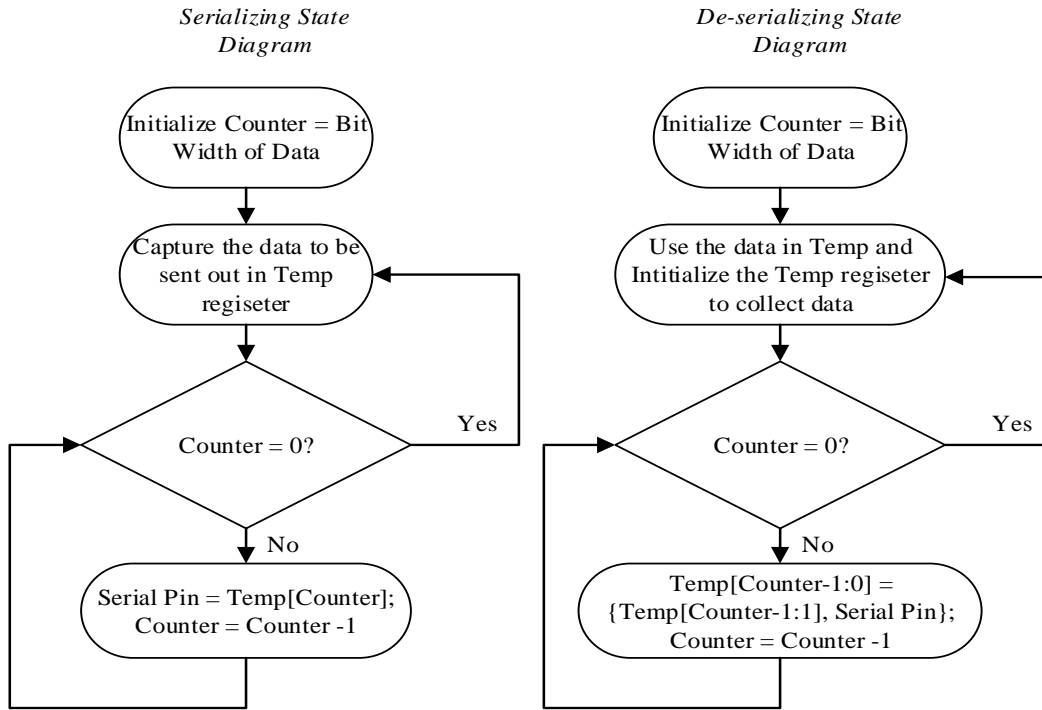 Serializing State
Diagram
Initialize Counter = Bit
Width of Data
Capture the data to be
sent out in Temp
regiseter
Counter = 0?
Yes
No
Serial Pin = Temp[Counter];
Counter = Counter -1
De-serializing State
Diagram
Initialize Counter = Bit
Width of Data
Use the data in Temp and
Intitialize the Temp regiseter
to collect data
Counter = 0?
Yes
No
Temp[Counter-1:0] =
{Temp[Counter-1:1], Serial Pin};
Counter = Counter -1